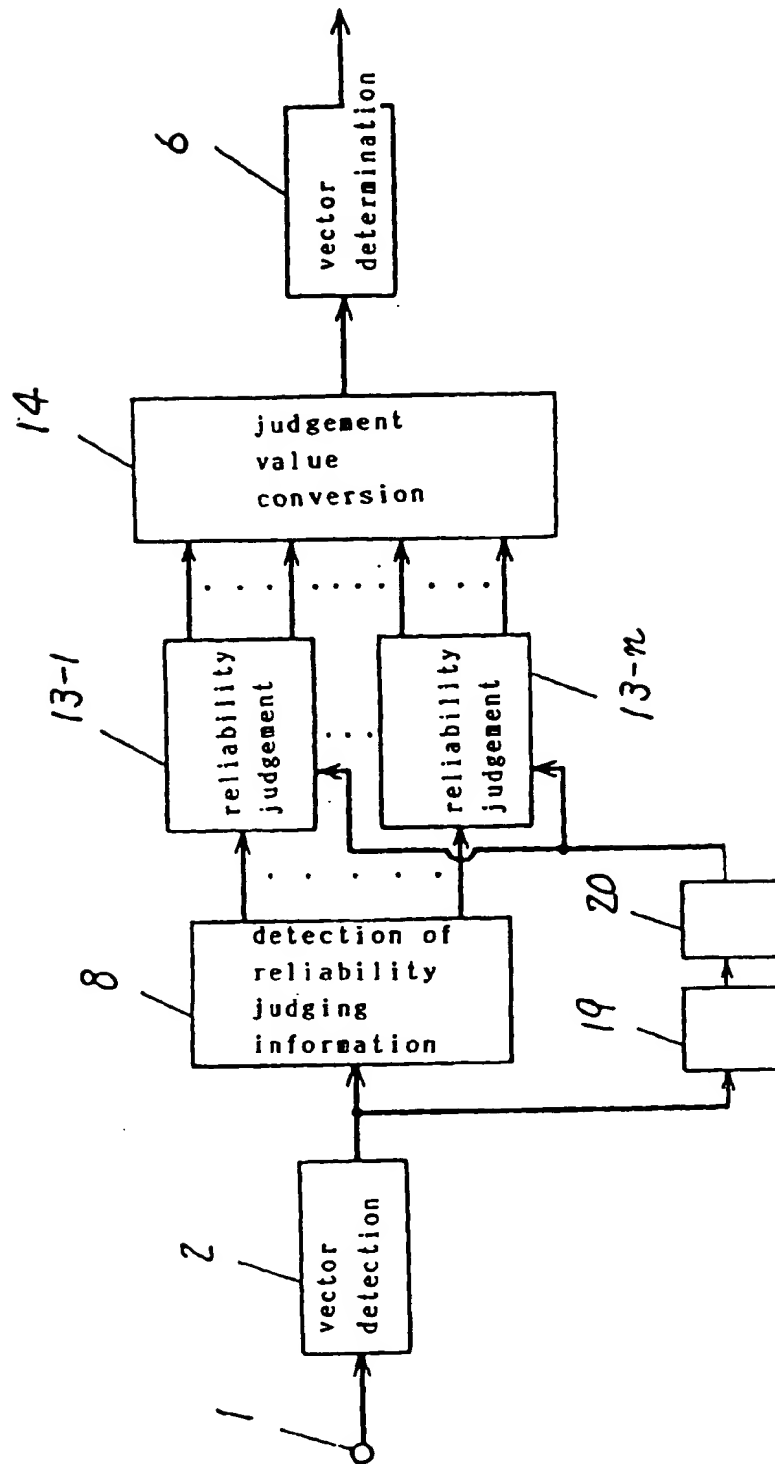 1
2
vector
detection
8
detection of
reliability
judging
information
19
20
13-1
reliability
judgement
13-n
reliability
judgement
14
judgement
value
conversion
6
vector
determination